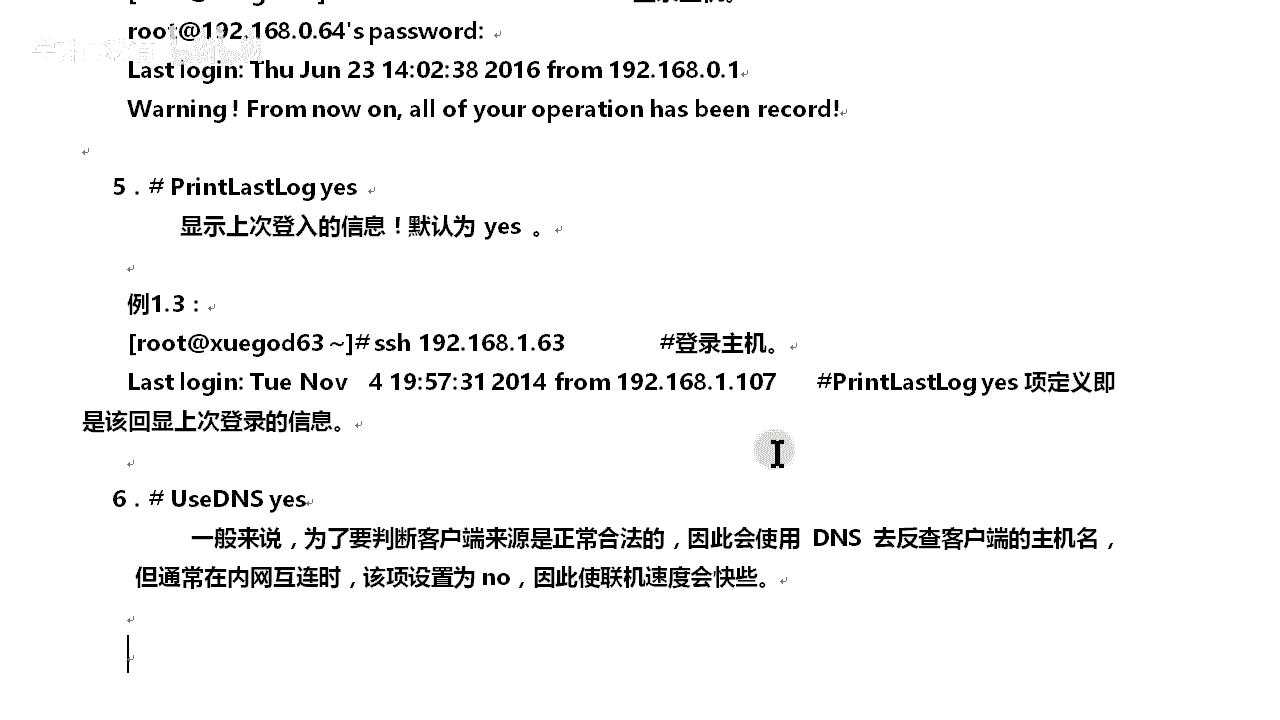 root@192.168.0.64's password:
Last login: Thu Jun 23 14:02:38 2016 from 192.168.0.1
Warning ! From now on, all of your operation has been record!
5 . # PrintLastLog yes
显示上次登入的信息！默认为 yes 。
例1.3：
[root@xuegod63 ~]# ssh 192.168.1.63 #登录主机。
Last login: Tue Nov 4 19:57:31 2014 from 192.168.1.107 #PrintLastLog yes 项定义即
是该回显上次登录的信息。
6 . # UseDNS yes
一般来说，为了要判断客户端来源是正常合法的，因此会使用 DNS 去反查客户端的主机名，
但通常在内网互连时，该项设置为 no，因此使联机速度会快些。